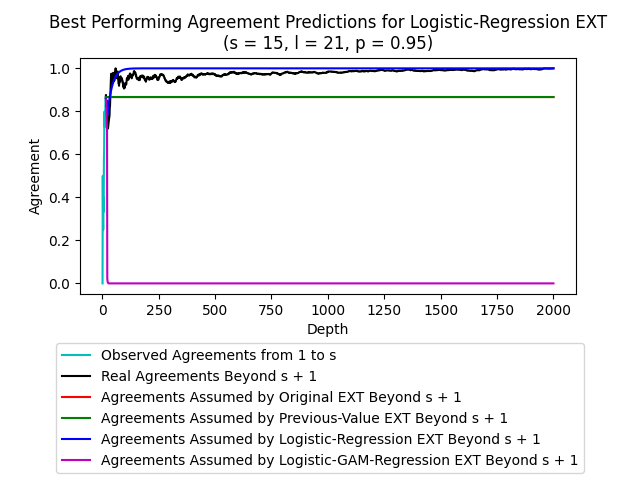 Best Performing Agreement Predictions for Logistic-Regression EXT
(s = 15, l = 21, p = 0.95)
1.0
0.8
0.6
0.4
0.2
0.0
Agreement
0 250 500 750 1000 1250 1500 1750 2000
Depth
Observed Agreements from 1 to s
Real Agreements Beyond s + 1
Agreements Assumed by Original EXT Beyond s + 1
Agreements Assumed by Previous-Value EXT Beyond s + 1
Agreements Assumed by Logistic-Regression EXT Beyond s + 1
Agreements Assumed by Logistic-GAM-Regression EXT Beyond s + 1